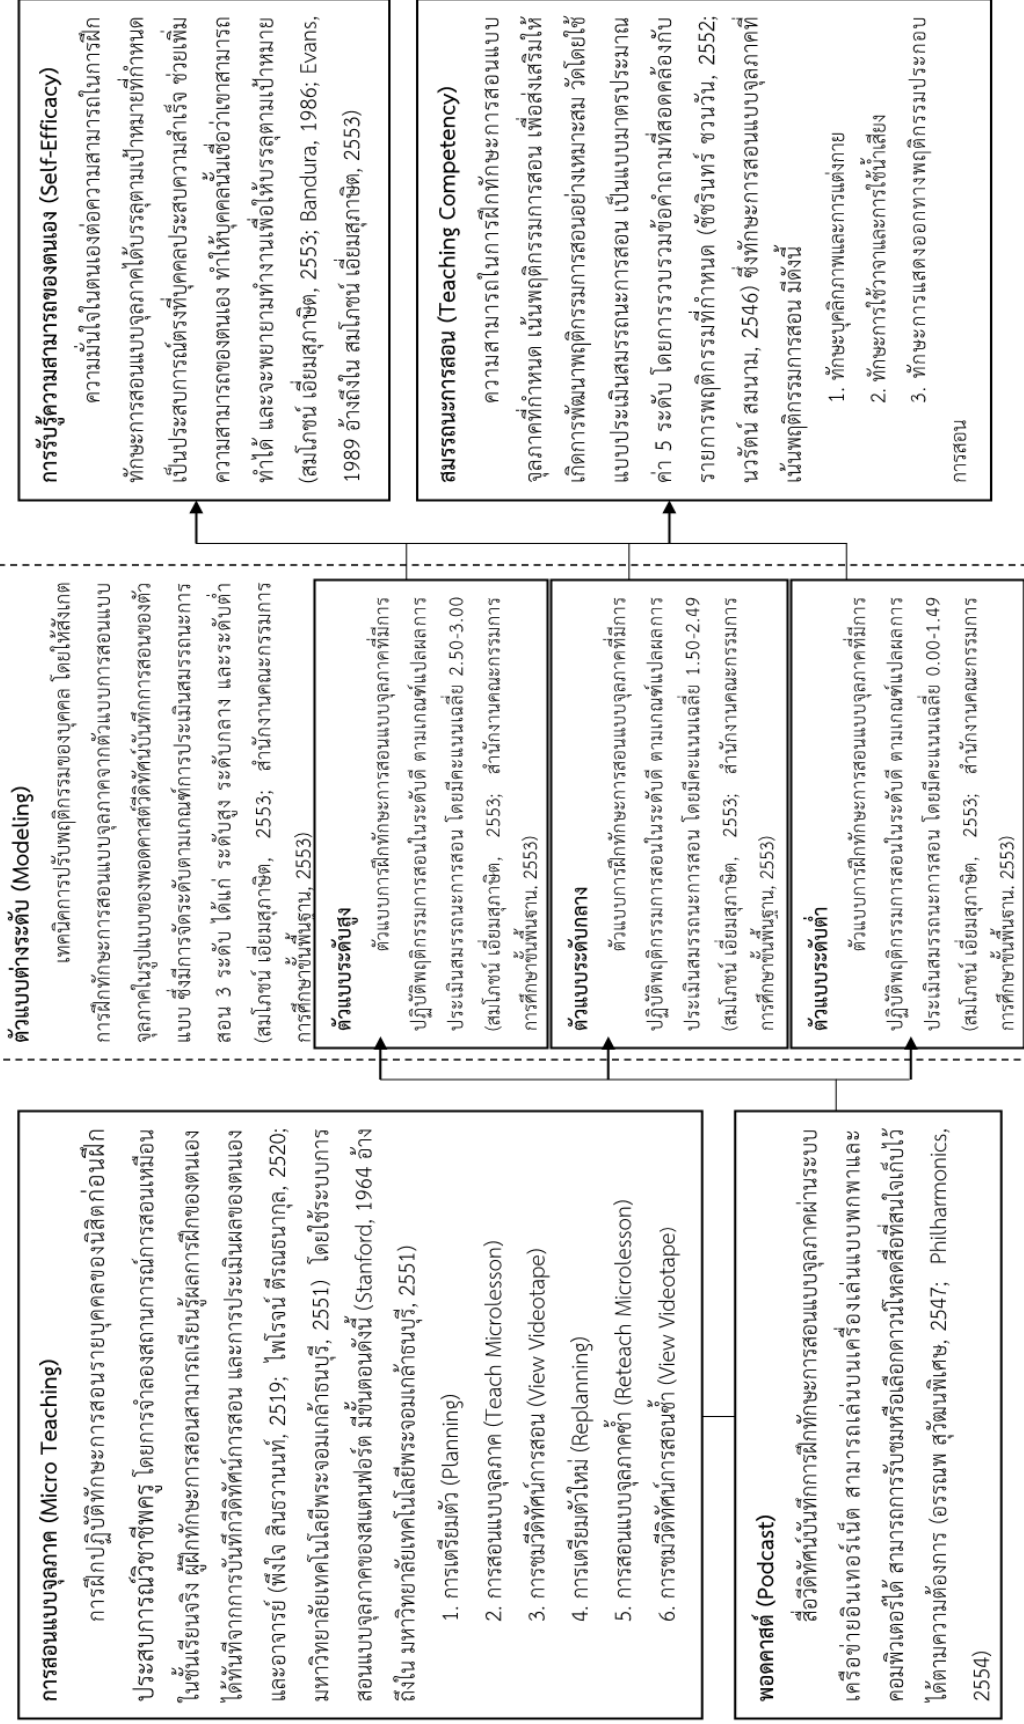 การสอนแบบจุลภาค (Micro Teaching)
การฝึกปฏิบัติทักษะการสอนรายบุคคลของนิสิตก่อนฝึก
ประสบการณ์วิชาชีพครู โดยการจำลองสถานการณ์การสอนเหมือน
ในชั้นเรียนจริง ผู้ฝึกทักษะการสอนสามารถเรียนรู้ผลการฝึกของตนเอง
ได้ทันทีจากการบันทึกวิดีทัศน์การสอน และการประเมินผลของตนเอง
และอาจารย์ (พึงใจ สินธวานนท์, 2519; ไพโรจน์ ตีรณธนากุล, 2520;
มหาวิทยาลัยเทคโนโลยีพระจอมเกล้าธนบุรี, 2551) โดยใช้ระบบการ
สอนแบบจุลภาคของสแตนฟอร์ด มีขั้นตอนดังนี้ (Stanford, 1964 อ้าง
ถึงใน มหาวิทยาลัยเทคโนโลยีพระจอมเกล้าธนบุรี, 2551)
1. การเตรียมตัว (Planning)
2. การสอนแบบจุลภาค (Teach Microlesson)
3. การชมวีดิทัศน์การสอน (View Videotape)
4. การเตรียมตัวใหม่ (Replanning)
5. การสอนแบบจุลภาคซ้ำ (Reteach Microlesson)
6. การชมวีดิทัศน์การสอนซ้ำ (View Videotape)
พอดคาสต์ (Podcast)
สื่อวีดิทัศน์บันทึกการฝึกทักษะการสอนแบบจุลภาคผ่านระบบ
เครือข่ายอินเทอร์เน็ต สามารถเล่นบนเครื่องเล่นแบบพกพาและ
คอมพิวเตอร์ได้ สามารถการรับชมหรือเลือกดาวน์โหลดสื่อที่สนใจเก็บไว้
ได้ตามความต้องการ (อรรณพ สุวัฒนพิเศษ, 2547; Philharmonics,
2554)
ตัวแบบต่างระดับ (Modeling)
เทคนิคการปรับพฤติกรรมของบุคคล โดยให้สังเกต
การฝึกทักษะการสอนแบบจุลภาคจากตัวแบบการสอนแบบ
จุลภาคในรูปแบบของพอดคาสต์วีดิทัศน์บันทึกการสอนของตัว
แบบ ซึ่งมีการจัดระดับตามเกณฑ์การประเมินสมรรถนะการ
สอน 3 ระดับ ได้แก่ ระดับสูง ระดับกลาง และระดับต่ำ
(สมโภชน์ เอี่ยมสุภาษิต, 2553; สำนักงานคณะกรรมการ
การศึกษาขั้นพื้นฐาน, 2553)
ตัวแบบระดับสูง
ตัวแบบการฝึกทักษะการสอนแบบจุลภาคที่มีการ
ปฏิบัติพฤติกรรมการสอนในระดับดี ตามเกณฑ์แปลผลการ
ประเมินสมรรถนะการสอน โดยมีคะแนนเฉลี่ย 2.50-3.00
(สมโภชน์ เอี่ยมสุภาษิต, 2553; สำนักงานคณะกรรมการ
การศึกษาขั้นพื้นฐาน, 2553)
ตัวแบบระดับกลาง
ตัวแบบการฝึกทักษะการสอนแบบจุลภาคที่มีการ
ปฏิบัติพฤติกรรมการสอนในระดับดี ตามเกณฑ์แปลผลการ
ประเมินสมรรถนะการสอน โดยมีคะแนนเฉลี่ย 1.50-2.49
(สมโภชน์ เอี่ยมสุภาษิต, 2553; สำนักงานคณะกรรมการ
การศึกษาขั้นพื้นฐาน, 2553)
ตัวแบบระดับต่ำ
ตัวแบบการฝึกทักษะการสอนแบบจุลภาคที่มีการ
ปฏิบัติพฤติกรรมการสอนในระดับดี ตามเกณฑ์แปลผลการ
ประเมินสมรรถนะการสอน โดยมีคะแนนเฉลี่ย 0.00-1.49
(สมโภชน์ เอี่ยมสุภาษิต, 2553; สำนักงานคณะกรรมการ
การศึกษาขั้นพื้นฐาน, 2553)
การรับรู้ความสามารถของตนเอง (Self-Efficacy)
ความมั่นใจในตนเองต่อความสามารถในการฝึก
ทักษะการสอนแบบจุลภาคได้บรรลุตามเป้าหมายที่กำหนด
เป็นประสบการณ์ตรงที่บุคคลประสบความสำเร็จ ช่วยเพิ่ม
ความสามารถของตนเอง ทำให้บุคคลนั้นเชื่อว่าเขาสามารถ
ทำได้ และจะพยายามทำงานเพื่อให้บรรลุตามเป้าหมาย
(สมโภชน์ เอี่ยมสุภาษิต, 2553; Bandura, 1986; Evans,
1989 อ้างถึงใน สมโภชน์ เอี่ยมสุภาษิต, 2553)
สมรรถนะการสอน (Teaching Competency)
ความสามารถในการฝึกทักษะการสอนแบบ
จุลภาคที่กำหนด เน้นพฤติกรรมการสอน เพื่อส่งเสริมให้
เกิดการพัฒนาพฤติกรรมการสอนอย่างเหมาะสม วัดโดยใช้
แบบประเมินสมรรถนะการสอน เป็นแบบมาตรประมาณ
ค่า 5 ระดับ โดยการรวบรวมข้อคำถามที่สอดคล้องกับ
รายการพฤติกรรมที่กำหนด (ชัชรินทร์ ชวนวัน, 2552;
นวรัตน์ สมนาม, 2546) ซึ่งทักษะการสอนแบบจุลภาคที่
เน้นพฤติกรรมการสอน มีดังนี้
1. ทักษะบุคลิกภาพและการแต่งกาย
2. ทักษะการใช้วาจาและการใช้น้ำเสียง
3. ทักษะการแสดงออกทางพฤติกรรมประกอบ
การสอน